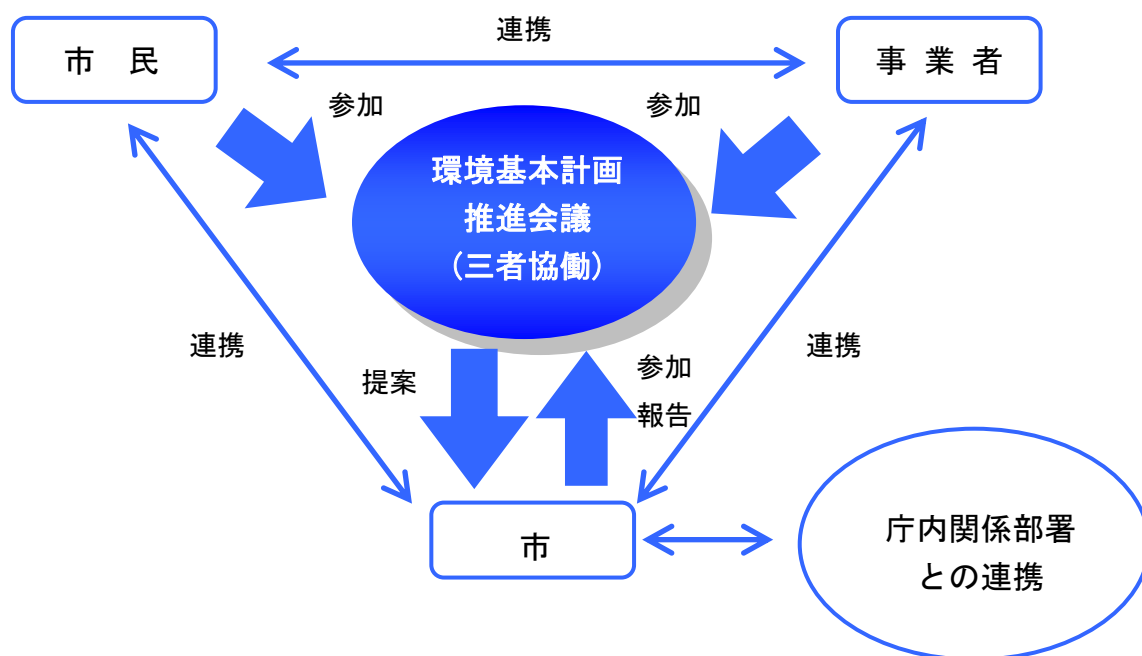 連携
市 民
事 業 者
参加
参加
環境基本計画
推進会議
(三者協働)
連携
連携
提案
参加
報告
市
庁内関係部署
との連携